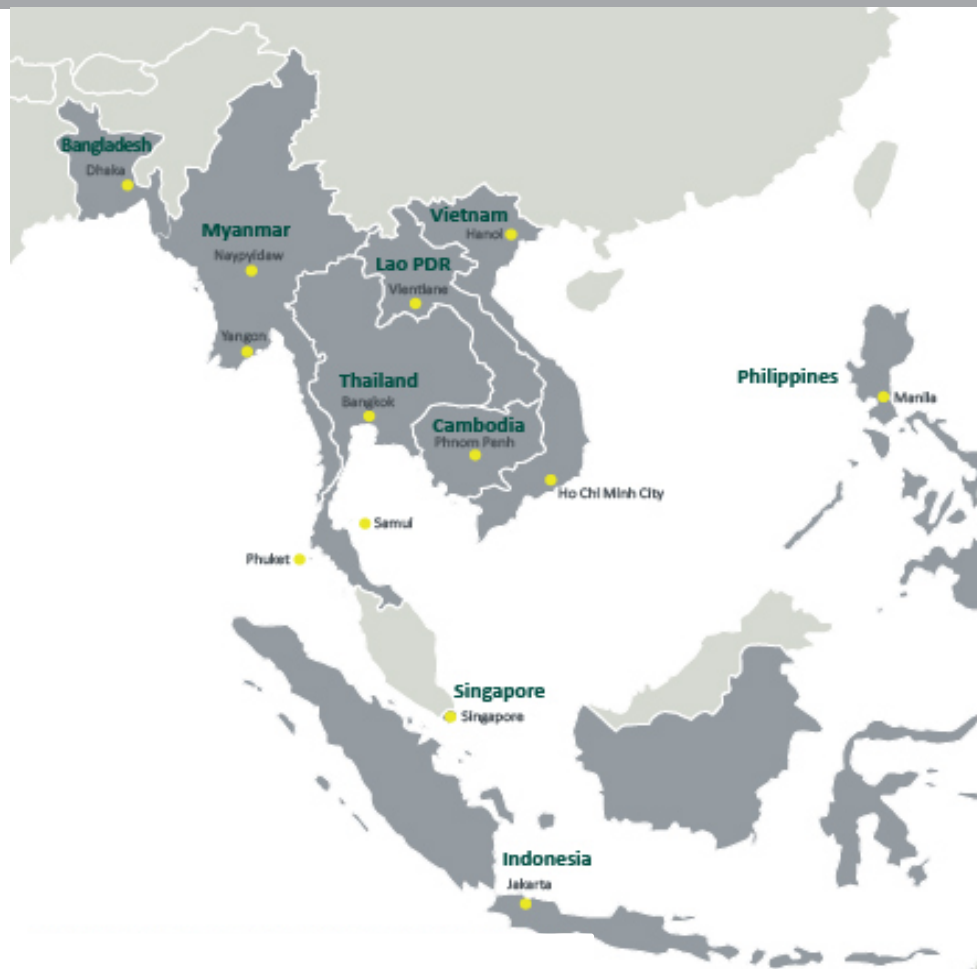 Bangladesh
Dhaka
Vietnam
Hanoi
Myanmar
Naypyidaw
Lao PDR
Vientiane
Yangon
Thailand
Bangkok
Philippines
Manila
Cambodia
Phnom Penh
Ho Chi Minh City
Samui
Phuket
Singapore
Singapore
Indonesia
Jakarta